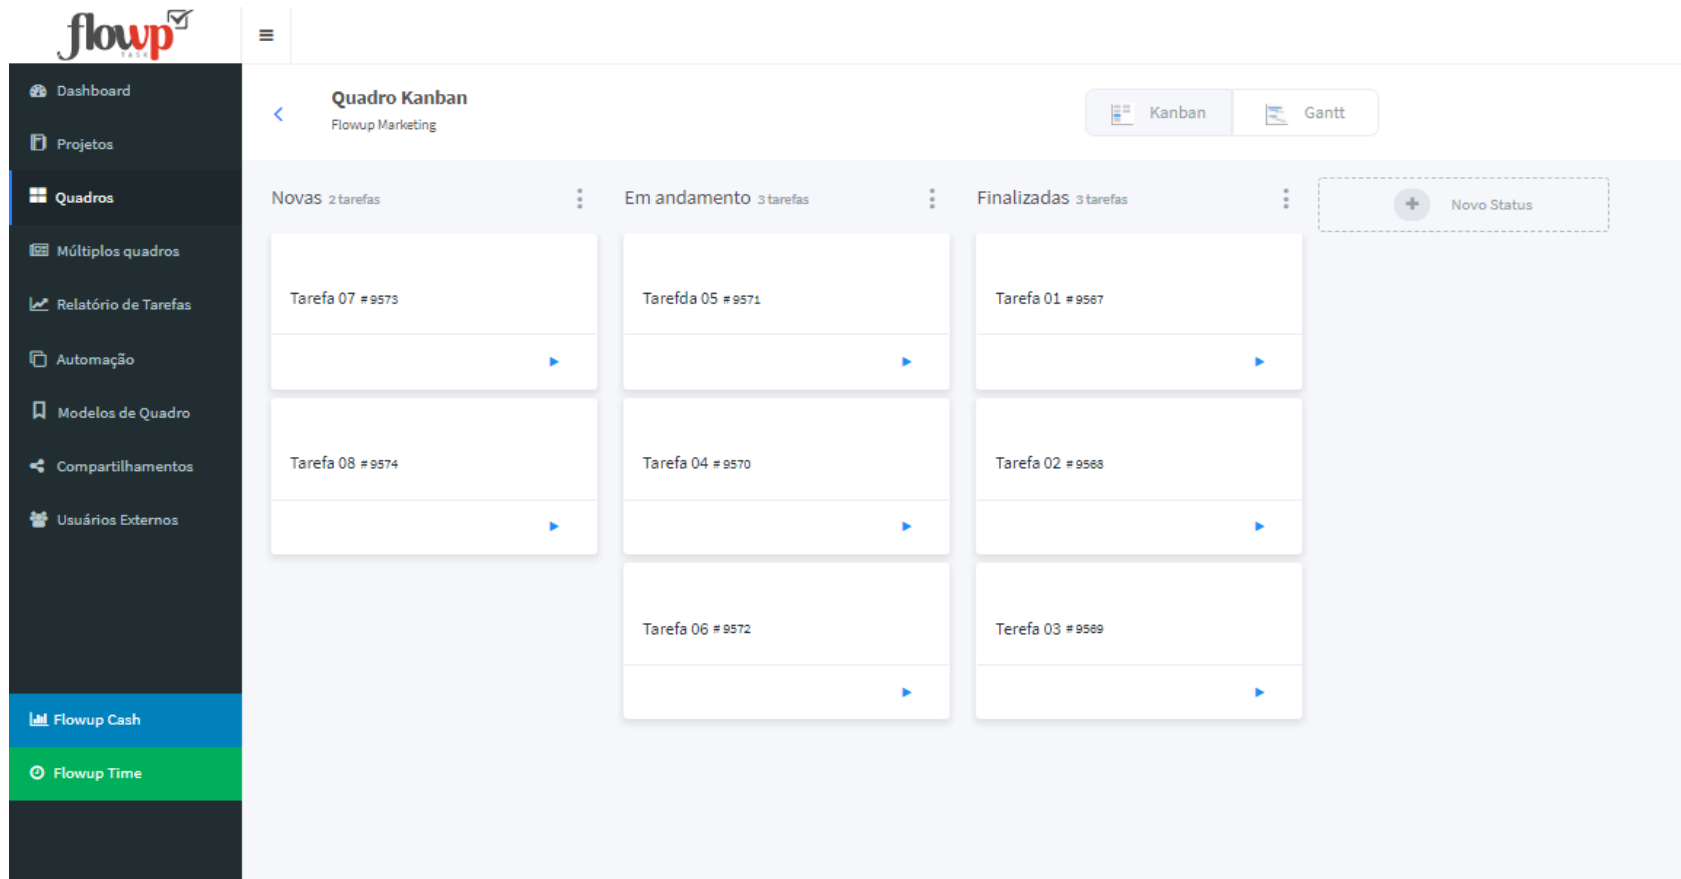 flowup
TASK
Dashboard
Projetos
Quadros
Múltiplos quadros
Relatório de Tarefas
Automação
Modelos de Quadro
Compartilhamentos
Usuários Externos
Flowup Cash
Flowup Time
Quadro Kanban
Flowup Marketing
Kanban
Gantt
Novas 2 tarefas
Tarefa 07 #9573
Tarefa 08 #9574
Em andamento 3 tarefas
Tarefda 05 #9571
Tarefa 04 #9570
Tarefa 06 #9572
Finalizadas 3 tarefas
Tarefa 01 #9567
Tarefa 02 #9568
Terefa 03 #9569
Novo Status